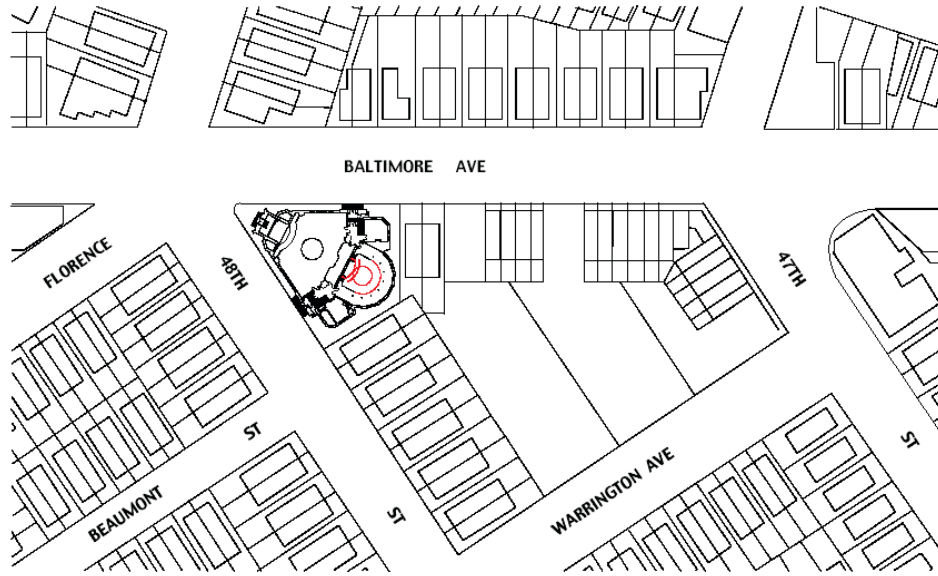 BALTIMORE AVE
FLORENCE
48TH
47TH
ST
BEAUMONT
ST
ST
WARRINGTON AVE